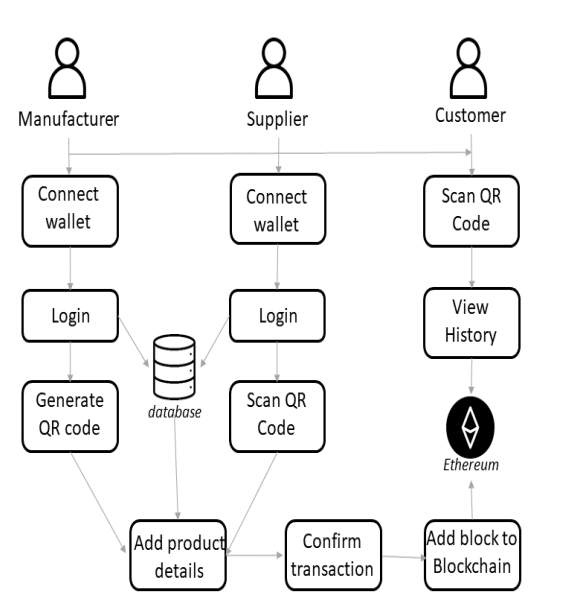 Manufacturer
Supplier
Customer
Connect
wallet
Connect
wallet
Scan QR
Code
Login
Login
View
History
database
Generate
QR code
Scan QR
Code
Ethereum
Add product
details
Confirm
transaction
Add block to
Blockchain